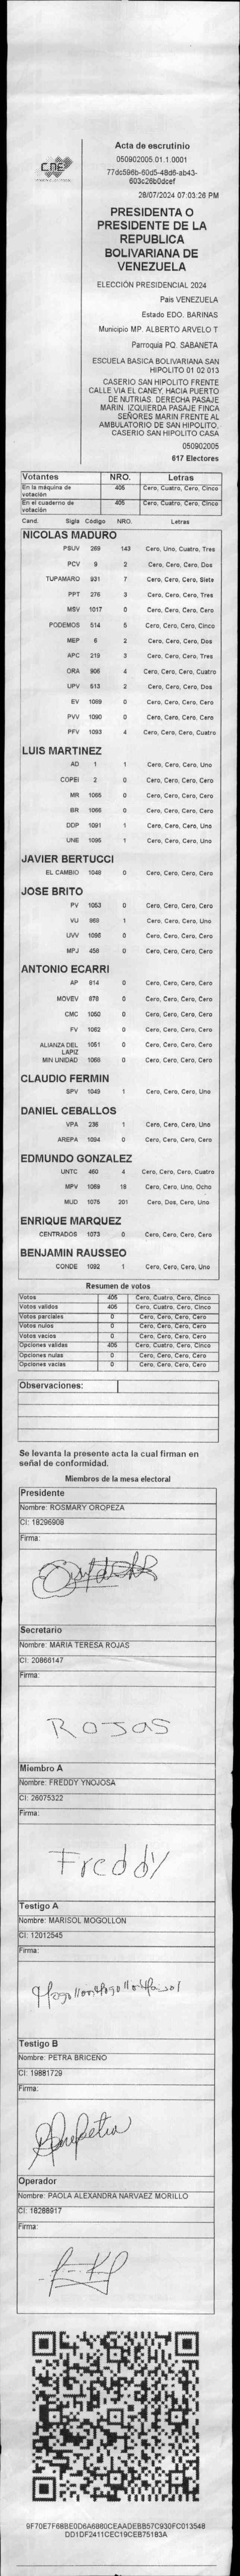 CNE
Acta de escrutinio
050902005.01.1.0001
77dc596b-60d5-48d6-ab43-
603c26b0dcef
28/07/2024 07:03:26 PM
PRESIDENTA O
PRESIDENTE DE LA
REPUBLICA
BOLIVARIANA DE
VENEZUELA
ELECCIÓN PRESIDENCIAL 2024
Pais VENEZUELA
Estado EDO. BARINAS
Municipio MP. ALBERTO ARVELO T
Parroquia PQ. SABANETA
ESCUELA BASICA BOLIVARIANA SAN
HIPOLITO 01 02 013
CASERIO SAN HIPOLITO FRENTE
CALLE VIA EL CANEY. HACIA PUERTO
DE NUTRIAS. DERECHA PASAJE
MARIN. IZQUIERDA PASAJE FINCA
SEÑORES MARIN FRENTE AL
AMBULATORIO DE SAN HIPOLITO.
CASERIO SAN HIPOLITO CASA
050902005
617 Electores
Votantes NRO. Letras
En la máquina de votación 405 Cero, Cuatro, Cero, Cinco
En el cuaderno de votación 405 Cero, Cuatro, Cero, Cinco
Cand. Sigla Código NRO. Letras
NICOLAS MADURO
PSUV 269 143 Cero, Uno, Cuatro, Tres
PCV 9 2 Cero, Cero, Cero, Dos
TUPAMARO 931 7 Cero, Cero, Cero, Siete
PPT 276 3 Cero, Cero, Cero, Tres
MSV 1017 0 Cero, Cero, Cero, Cero
PODEMOS 514 5 Cero, Cero, Cero, Cinco
MEP 6 2 Cero, Cero, Cero, Dos
APC 219 3 Cero, Cero, Cero, Tres
ORA 906 4 Cero, Cero, Cero, Cuatro
UPV 513 2 Cero, Cero, Cero, Dos
EV 1089 0 Cero, Cero, Cero, Cero
PVV 1090 0 Cero, Cero, Cero, Cero
PFV 1093 4 Cero, Cero, Cero, Cuatro
LUIS MARTINEZ
AD 1 1 Cero, Cero, Cero, Uno
COPEI 2 0 Cero, Cero, Cero, Cero
MR 1065 0 Cero, Cero, Cero, Cero
BR 1066 0 Cero, Cero, Cero, Cero
DDP 1091 1 Cero, Cero, Cero, Uno
UNE 1095 1 Cero, Cero, Cero, Uno
JAVIER BERTUCCI
EL CAMBIO 1048 0 Cero, Cero, Cero, Cero
JOSE BRITO
PV 1053 0 Cero, Cero, Cero, Cero
VU 868 1 Cero, Cero, Cero, Uno
UVV 1096 0 Cero, Cero, Cero, Cero
MPJ 458 0 Cero, Cero, Cero, Cero
ANTONIO ECARRI
AP 914 0 Cero, Cero, Cero, Cero
MOVEV 878 0 Cero, Cero, Cero, Cero
CMC 1050 0 Cero, Cero, Cero, Cero
FV 1062 0 Cero, Cero, Cero, Cero
ALIANZA DEL LAPIZ 1051 0 Cero, Cero, Cero, Cero
MIN UNIDAD 1068 0 Cero, Cero, Cero, Cero
CLAUDIO FERMIN
SPV 1049 1 Cero, Cero, Cero, Uno
DANIEL CEBALLOS
VPA 236 1 Cero, Cero, Cero, Uno
AREPA 1094 0 Cero, Cero, Cero, Cero
EDMUNDO GONZALEZ
UNTC 460 4 Cero, Cero, Cero, Cuatro
MPV 1069 18 Cero, Cero, Uno, Ocho
MUD 1075 201 Cero, Dos, Cero, Uno
ENRIQUE MARQUEZ
CENTRADOS 1073 0 Cero, Cero, Cero, Cero
BENJAMIN RAUSSEO
CONDE 1092 1 Cero, Cero, Cero, Uno
Resumen de votos
Votos 405 Cero, Cuatro, Cero, Cinco
Votos validos 405 Cero, Cuatro, Cero, Cinco
Votos parciales 0 Cero, Cero, Cero, Cero
Votos nulos 0 Cero, Cero, Cero, Cero
Votos vacios 0 Cero, Cero, Cero, Cero
Opciones validas 405 Cero, Cuatro, Cero, Cinco
Opciones nulas 0 Cero, Cero, Cero, Cero
Opciones vacias 0 Cero, Cero, Cero, Cero
Observaciones:
Se levanta la presente acta la cual firman en
señal de conformidad.
Miembros de la mesa electoral
Presidente
Nombre: ROSMARY OROPEZA
CI: 18296908
Firma:
Secretario
Nombre: MARIA TERESA ROJAS
CI: 20866147
Firma:
ROJAS
Miembro A
Nombre: FREDDY YNOJOSA
CI: 26075322
Firma:
Freddy
Testigo A
Nombre: MARISOL MOGOLLON
CI: 12012545
Firma:
Testigo B
Nombre: PETRA BRICEÑO
CI: 19881729
Firma:
Operador
Nombre: PAOLA ALEXANDRA NARVAEZ MORILLO
CI: 18288917
Firma:
9F70E7F68BE0D6A6880CEAADEBB57C930FC013548
DD1DF2411CEC19CEB75183A